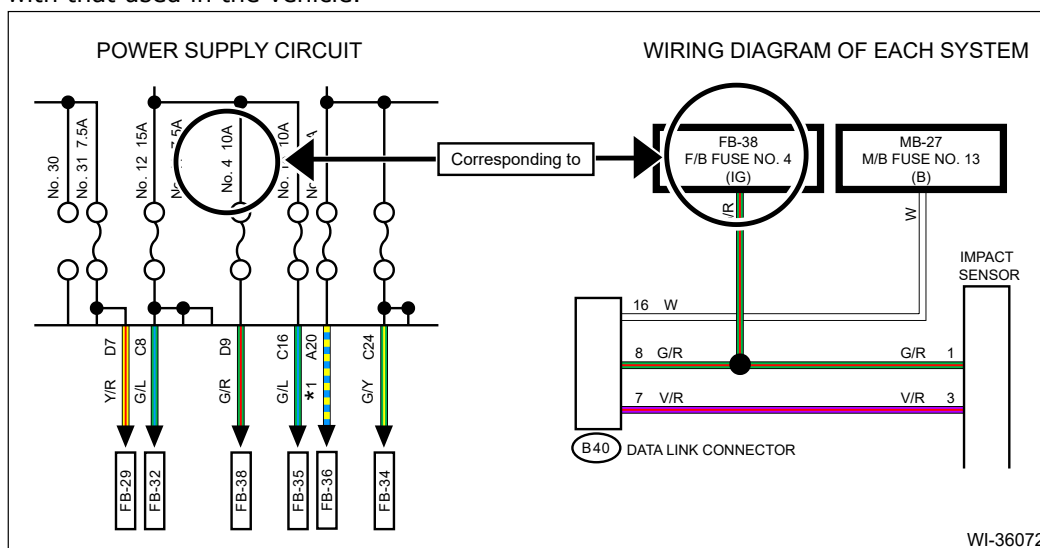 with that used in the vehicle.
POWER SUPPLY CIRCUIT
WIRING DIAGRAM OF EACH SYSTEM
No. 30
No. 31 7.5A
No. 12 15A
No. 4 10A
10A
Corresponding to
FB-38
F/B FUSE NO. 4
(IG)
MB-27
M/B FUSE NO. 13
(B)
/R
W
IMPACT
SENSOR
16 W
8 G/R G/R 1
7 V/R V/R 3
B40 DATA LINK CONNECTOR
D7 C8 D9 C16 A20 C24
Y/R G/L G/R G/L *1 G/Y
FB-29 FB-32 FB-38 FB-35 FB-36 FB-34
WI-36072